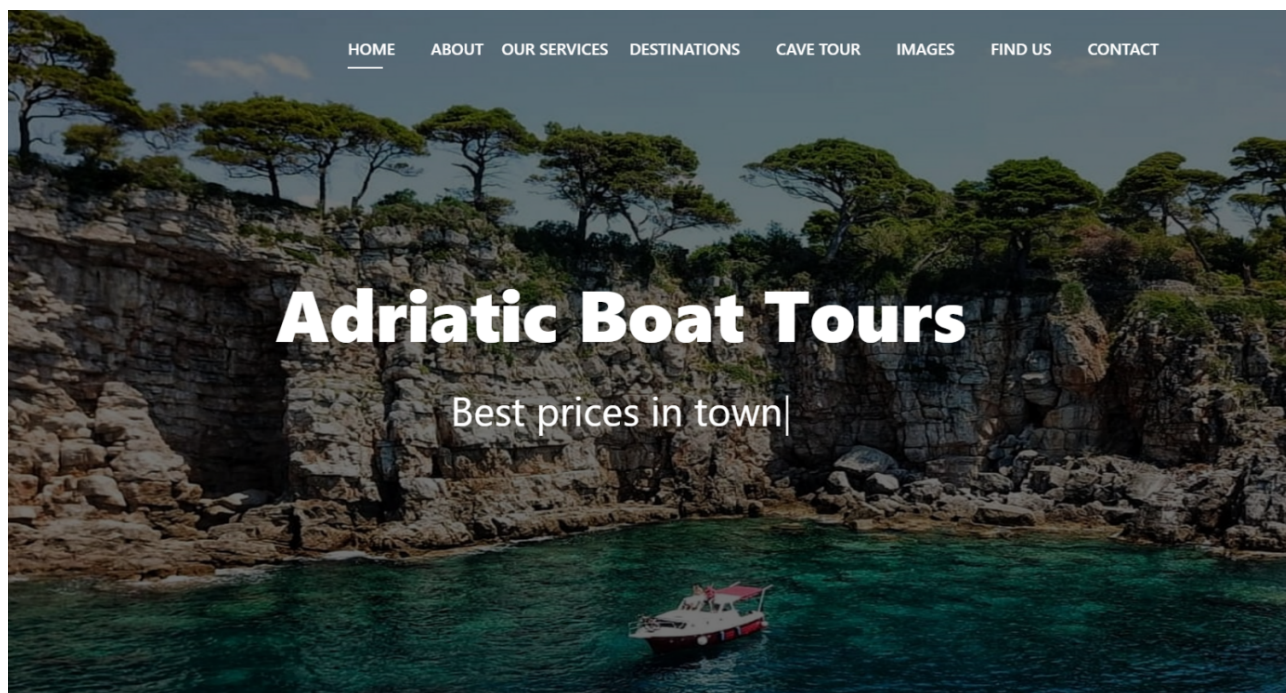 HOME ABOUT OUR SERVICES DESTINATIONS CAVE TOUR IMAGES FIND US CONTACT
Adriatic Boat Tours
Best prices in town|